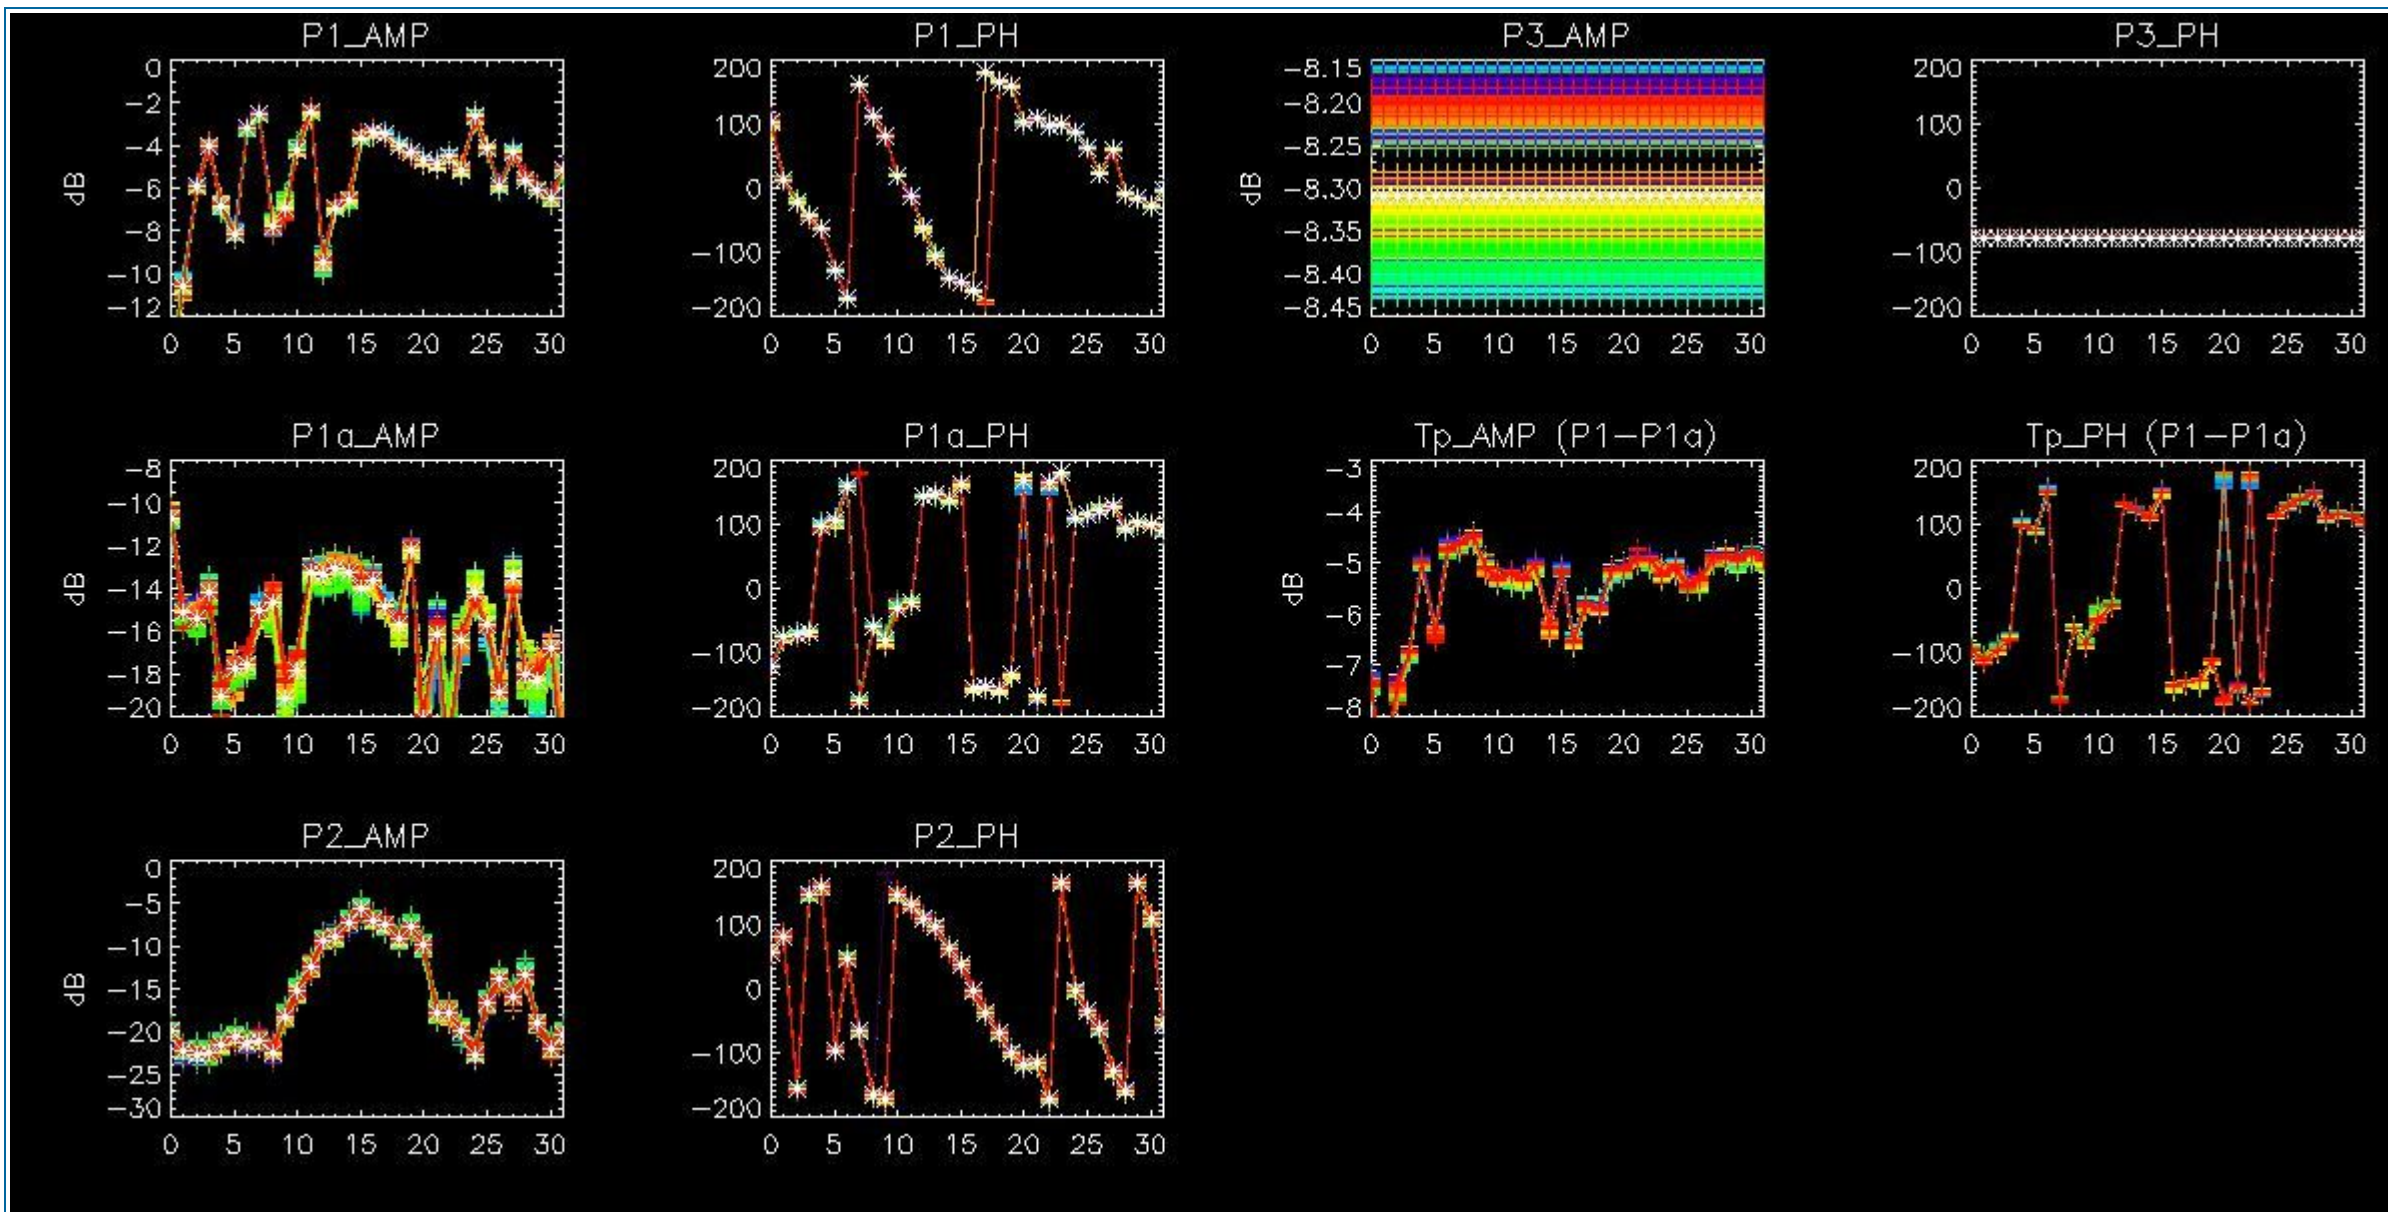 P1_AMP
0
−2
−4
−6
−8
−10
−12
dB
0 5 10 15 20 25 30
P1_PH
200
100
0
−100
−200
0 5 10 15 20 25 30
P3_AMP
−8.15
−8.20
−8.25
−8.30
−8.35
−8.40
−8.45
dB
0 5 10 15 20 25 30
P3_PH
200
100
0
−100
−200
0 5 10 15 20 25 30
P1a_AMP
−8
−10
−12
−14
−16
−18
−20
dB
0 5 10 15 20 25 30
P1a_PH
200
100
0
−100
−200
0 5 10 15 20 25 30
Tp_AMP (P1−P1a)
−3
−4
−5
−6
−7
−8
dB
0 5 10 15 20 25 30
Tp_PH (P1−P1a)
200
100
0
−100
−200
0 5 10 15 20 25 30
P2_AMP
0
−5
−10
−15
−20
−25
−30
dB
0 5 10 15 20 25 30
P2_PH
200
100
0
−100
−200
0 5 10 15 20 25 30